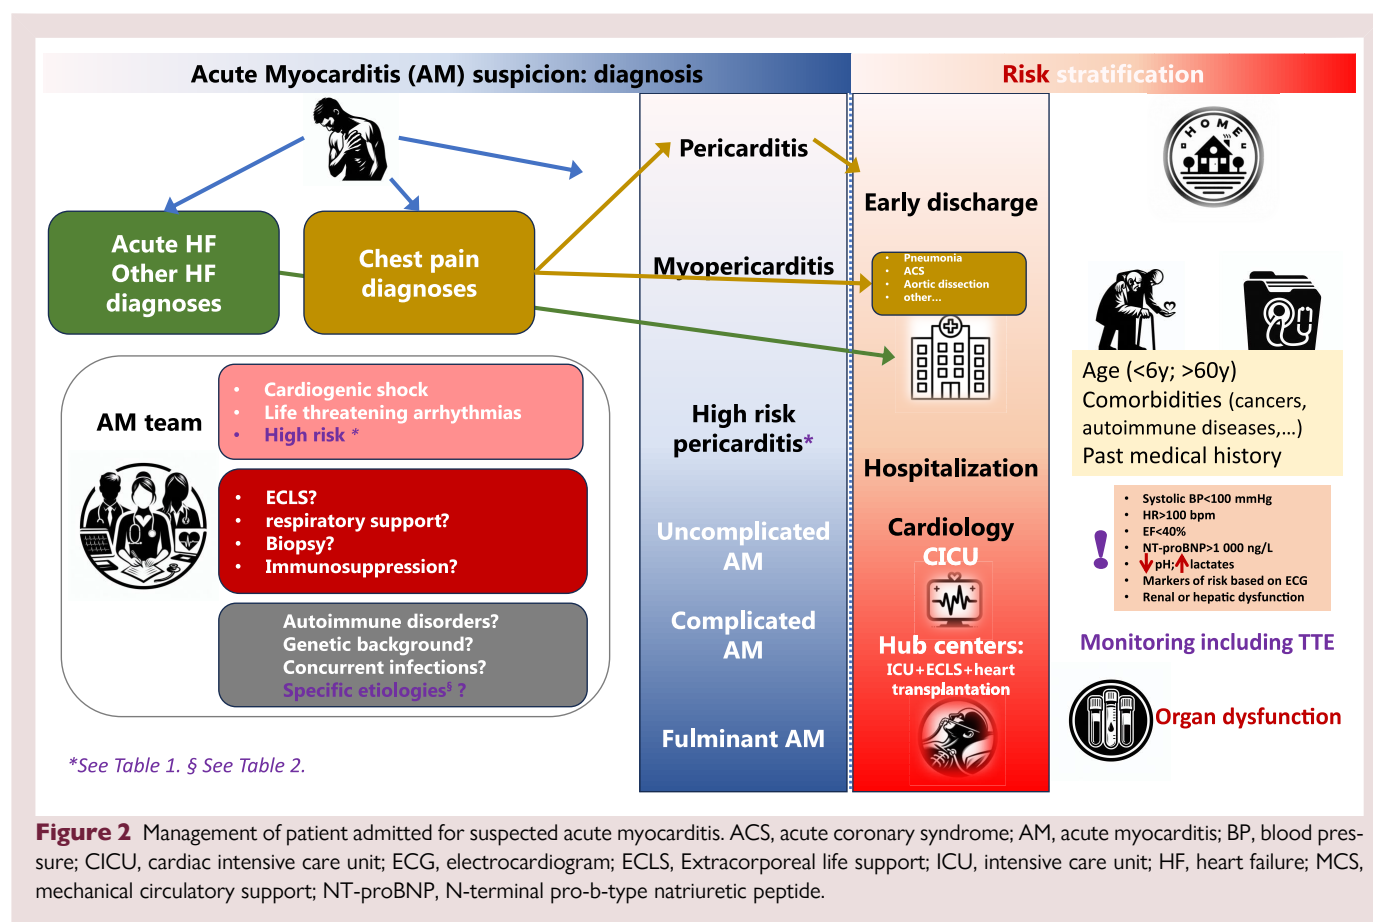 Acute Myocarditis (AM) suspicion: diagnosis
Risk stratification
HOME
Acute HF
Other HF
diagnoses
Chest pain
diagnoses
Pericarditis
Myopericarditis
High risk
pericarditis*
Uncomplicated
AM
Complicated
AM
Fulminant AM
Early discharge
• Pneumonia
• ACS
• Aortic dissection
• other...
Hospitalization
Cardiology
CICU
Hub centers:
ICU+ECLS+heart
transplantation
Age (<6y; >60y)
Comorbidities (cancers,
autoimmune diseases,...)
Past medical history
!
• Systolic BP<100 mmHg
• HR>100 bpm
• EF<40%
• NT-proBNP>1 000 ng/L
• ↓ pH; ↑ lactates
• Markers of risk based on ECG
• Renal or hepatic dysfunction
Monitoring including TTE
Organ dysfunction
AM team
• Cardiogenic shock
• Life threatening arrhythmias
• High risk *
• ECLS?
• respiratory support?
• Biopsy?
• Immunosuppression?
Autoimmune disorders?
Genetic background?
Concurrent infections?
Specific etiologies§ ?
*See Table 1. § See Table 2.
Figure 2 Management of patient admitted for suspected acute myocarditis. ACS, acute coronary syndrome; AM, acute myocarditis; BP, blood pres-
sure; CICU, cardiac intensive care unit; ECG, electrocardiogram; ECLS, Extracorporeal life support; ICU, intensive care unit; HF, heart failure; MCS,
mechanical circulatory support; NT-proBNP, N-terminal pro-b-type natriuretic peptide.